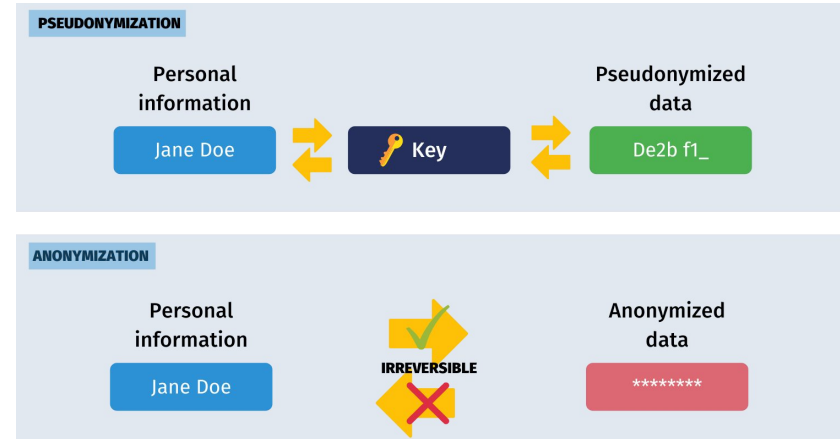 PSEUDONYMIZATION
Personal
information
Pseudonymized
data
Jane Doe
Key
De2b f1_
ANONYMIZATION
Personal
information
Anonymized
data
IRREVERSIBLE
Jane Doe
********